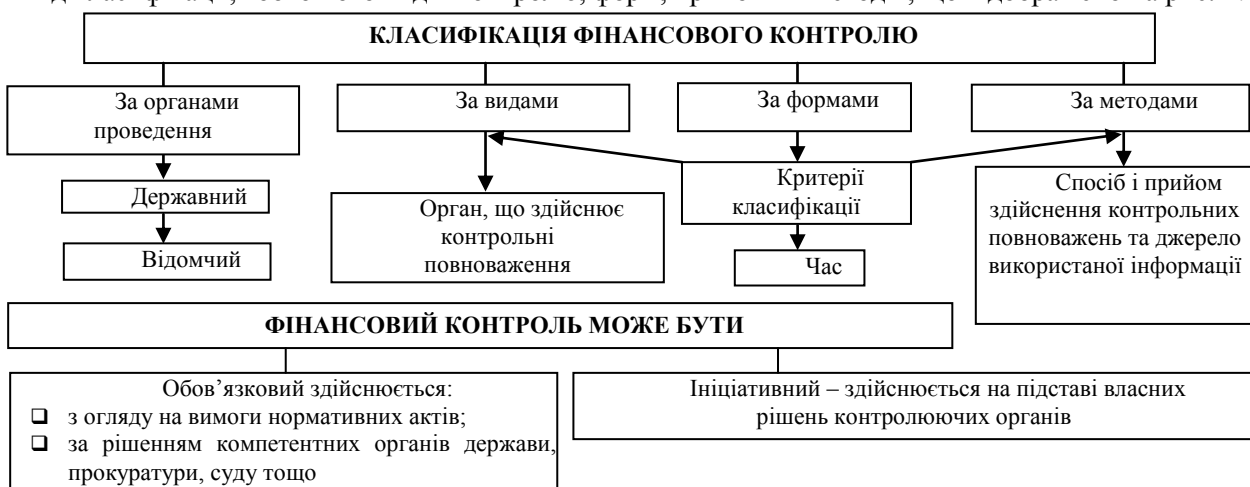 КЛАСИФІКАЦІЯ ФІНАНСОВОГО КОНТРОЛЮ
За органами
проведення
За видами
За формами
За методами
Державний
Відомчий
Орган, що здійснює
контрольні
повноваження
Критерії
класифікації
Час
Спосіб і прийом
здійснення контрольних
повноважень та джерело
використаної інформації
ФІНАНСОВИЙ КОНТРОЛЬ МОЖЕ БУТИ
Обов’язковий здійснюється:
❑ з огляду на вимоги нормативних актів;
❑ за рішенням компетентних органів держави,
прокуратури, суду тощо
Ініціативний – здійснюється на підставі власних
рішень контролюючих органів